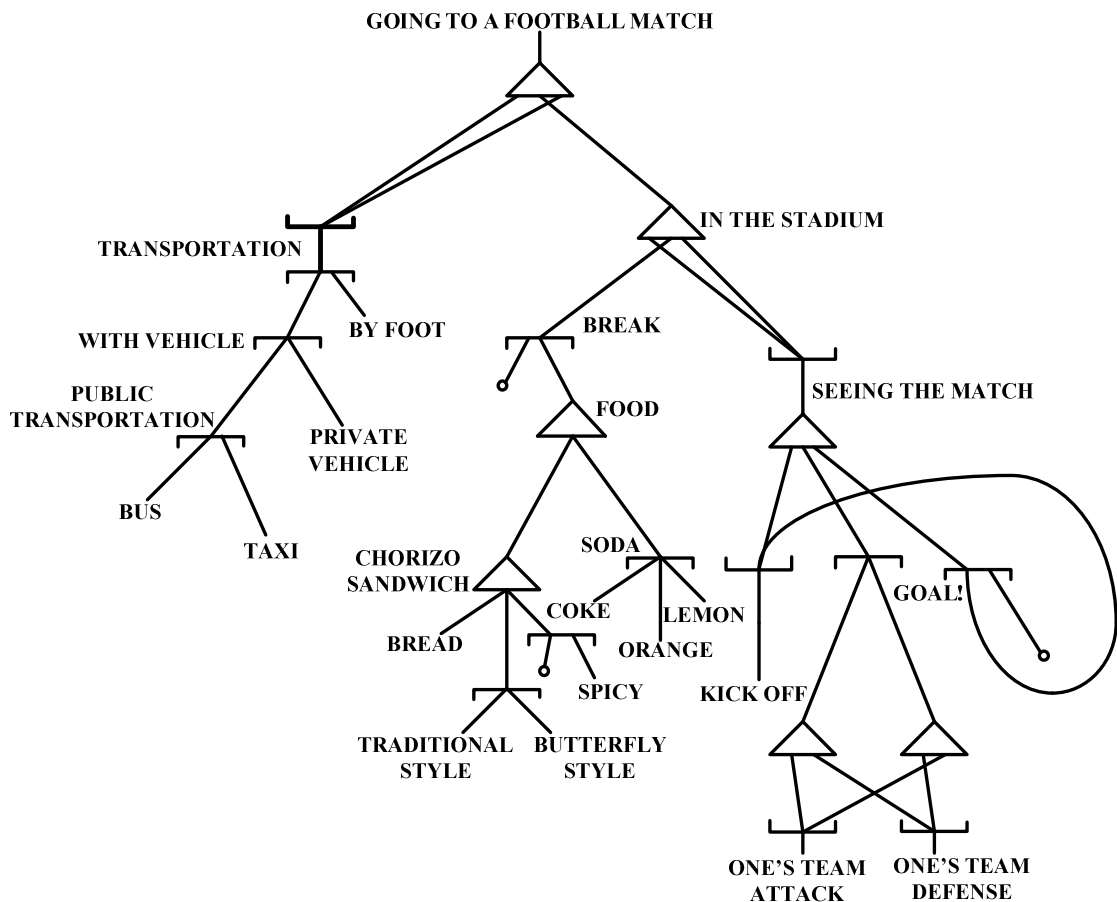 GOING TO A FOOTBALL MATCH
IN THE STADIUM
TRANSPORTATION
BY FOOT
BREAK
WITH VEHICLE
SEEING THE MATCH
PUBLIC
TRANSPORTATION
FOOD
PRIVATE
VEHICLE
BUS
TAXI
CHORIZO
SANDWICH
SODA
GOAL!
COKE
LEMON
BREAD
ORANGE
SPICY
KICK OFF
TRADITIONAL
STYLE
BUTTERFLY
STYLE
ONE'S TEAM
ATTACK
ONE'S TEAM
DEFENSE